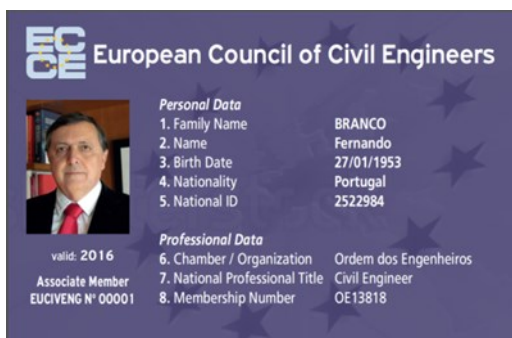 EC
CE
European Council of Civil Engineers
Personal Data
1. Family Name BRANCO
2. Name Fernando
3. Birth Date 27/01/1953
4. Nationality Portugal
5. National ID 2522984
Professional Data
6. Chamber / Organization Ordem dos Engenheiros
7. National Professional Title Civil Engineer
8. Membership Number OE13818
valid: 2016
Associate Member
EUCIVENG Nº 00001